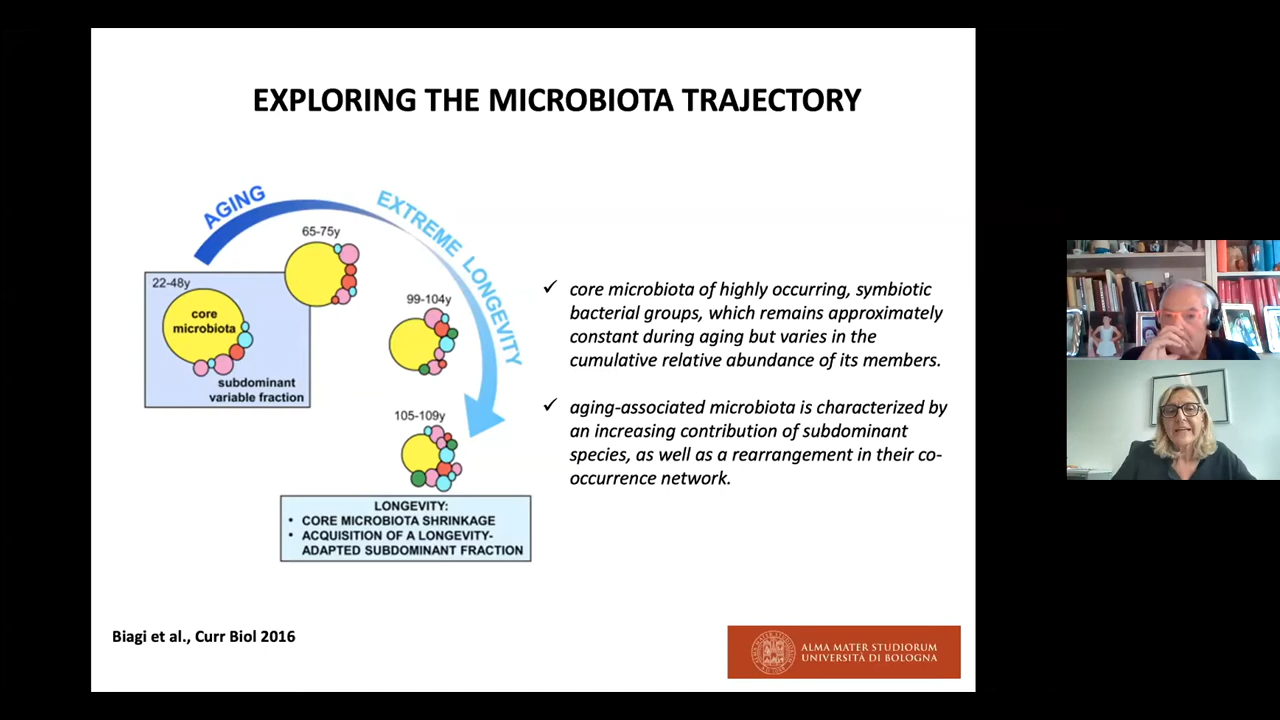 EXPLORING THE MICROBIOTA TRAJECTORY
AGING
EXTREME LONGEVITY
65-75y
22-48y
core
microbiota
subdominant
variable fraction
99-104y
105-109y
LONGEVITY:
• CORE MICROBIOTA SHRINKAGE
• ACQUISITION OF A LONGEVITY-
ADAPTED SUBDOMINANT FRACTION
✓ core microbiota of highly occurring, symbiotic
bacterial groups, which remains approximately
constant during aging but varies in the
cumulative relative abundance of its members.
✓ aging-associated microbiota is characterized by
an increasing contribution of subdominant
species, as well as a rearrangement in their co-
occurrence network.
Biagi et al., Curr Biol 2016
ALMA MATER STUDIORUM
UNIVERSITÀ DI BOLOGNA